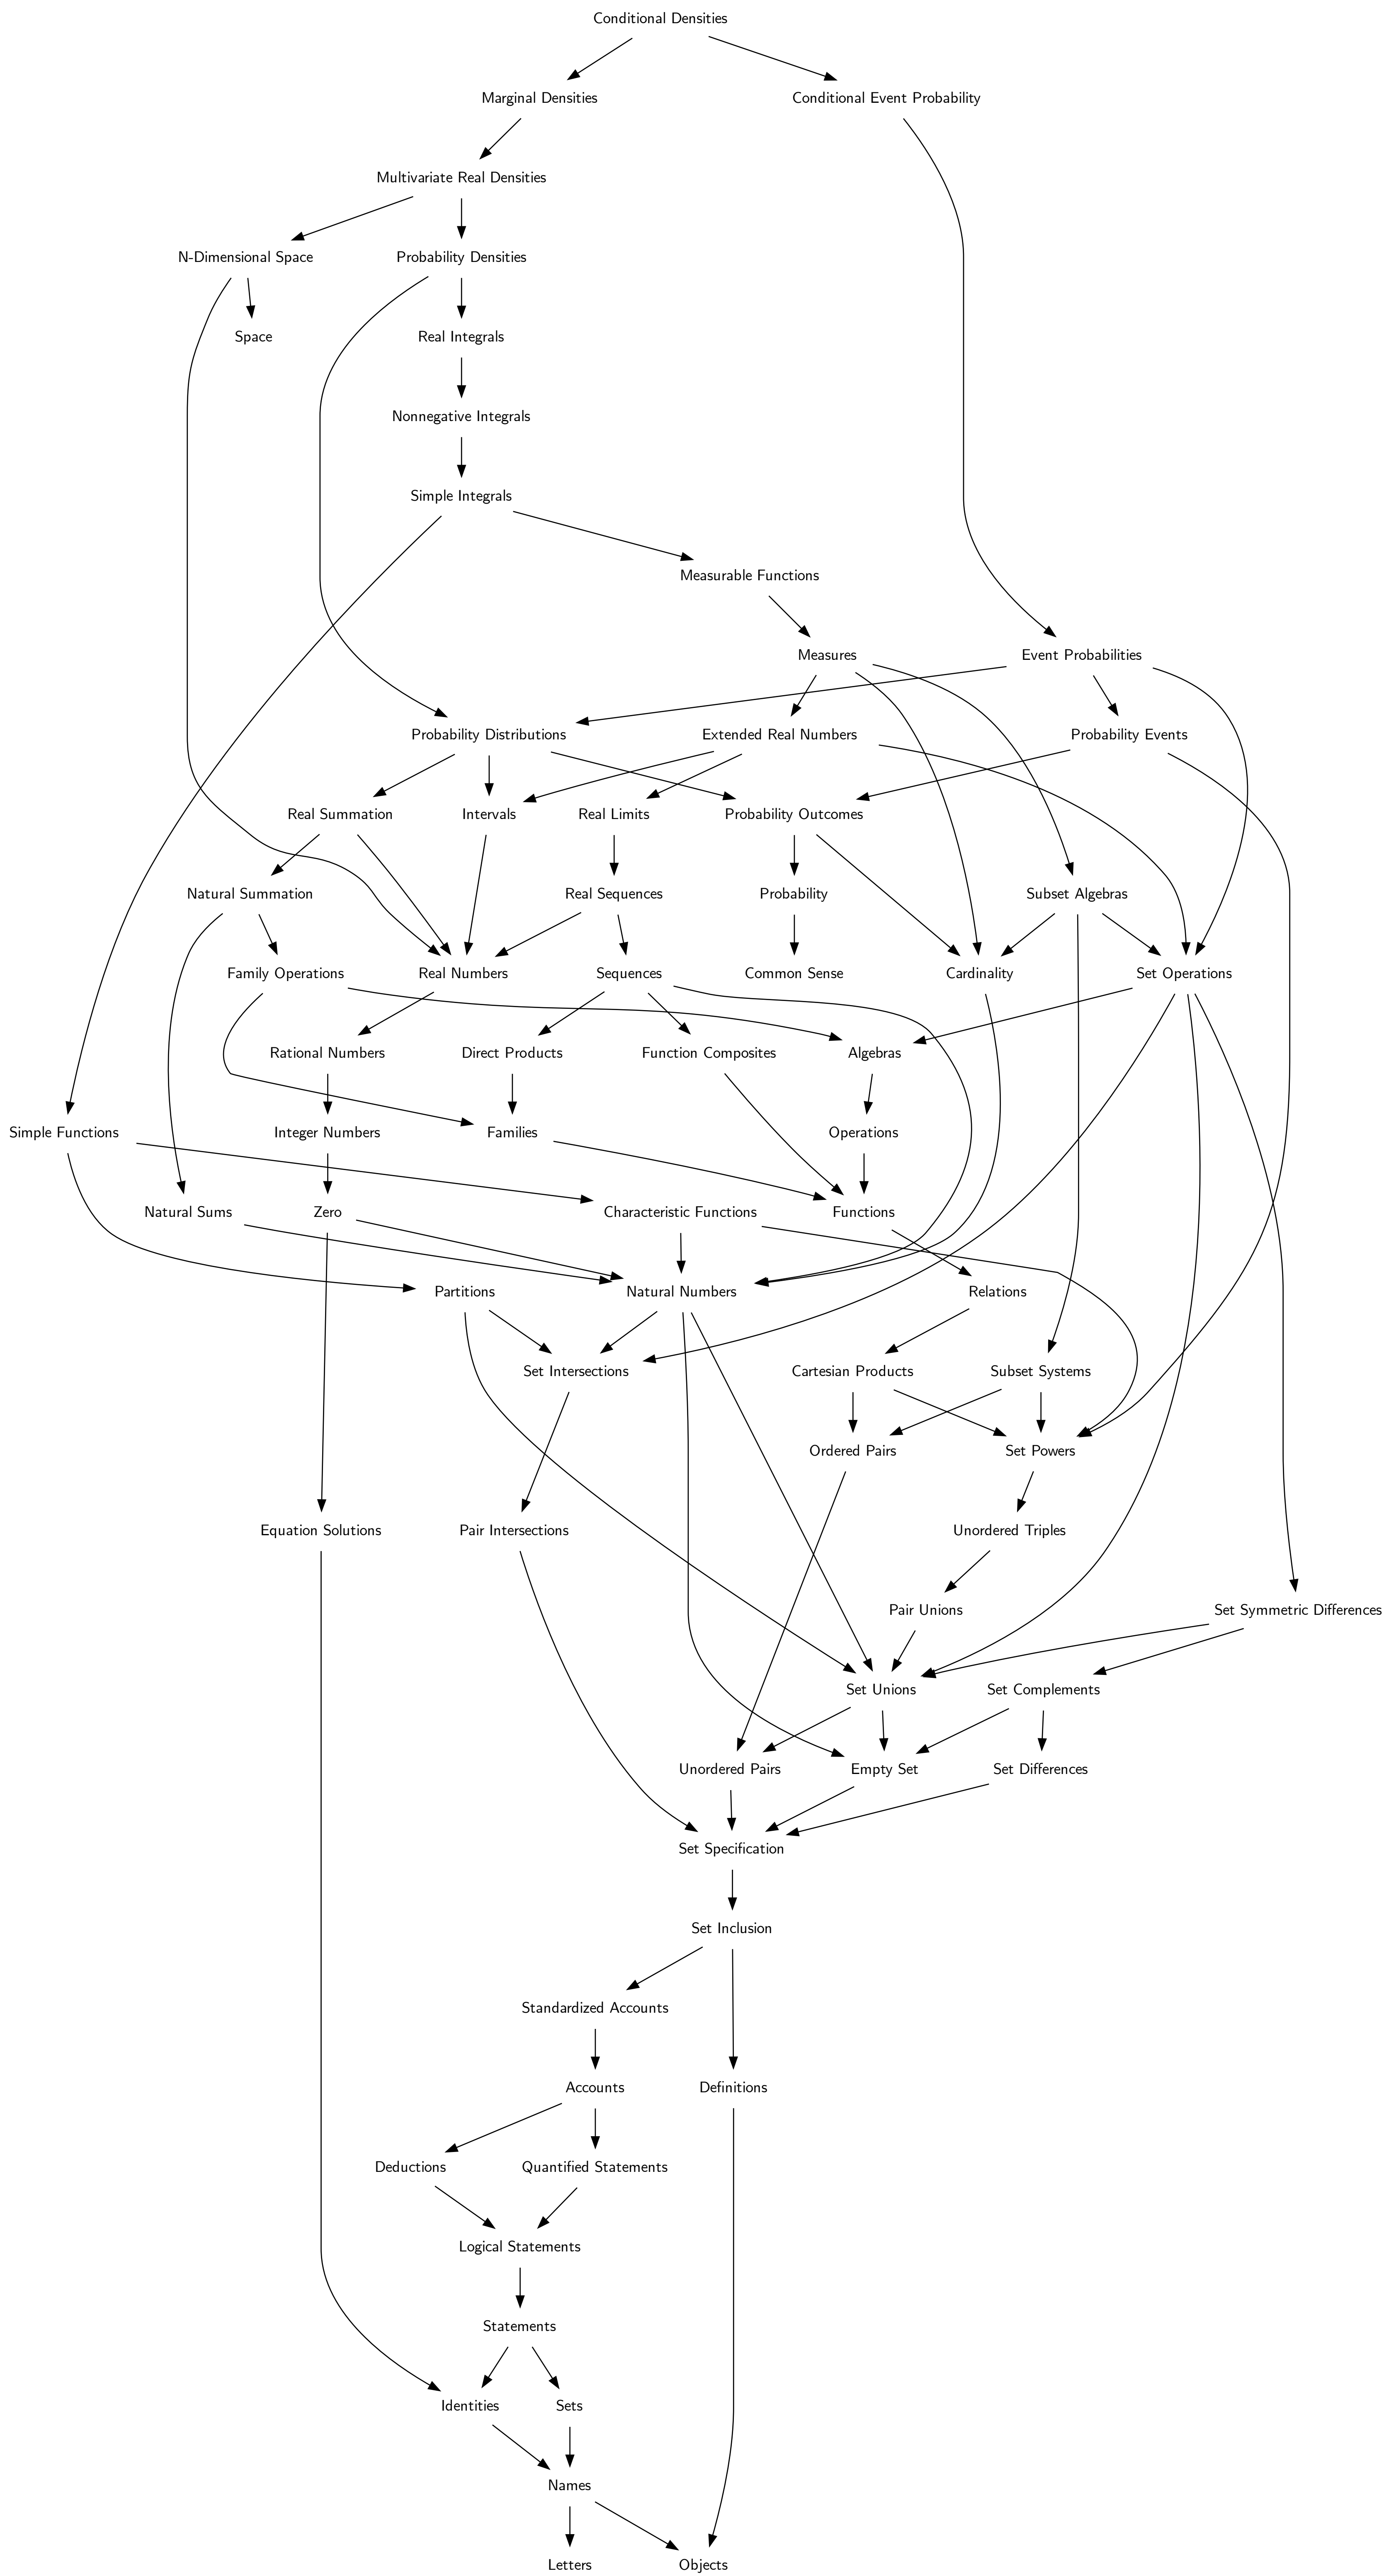 Conditional Densities
Marginal Densities
Conditional Event Probability
Multivariate Real Densities
N-Dimensional Space
Probability Densities
Space
Real Integrals
Nonnegative Integrals
Simple Integrals
Measurable Functions
Measures
Event Probabilities
Probability Distributions
Extended Real Numbers
Probability Events
Real Summation
Intervals
Real Limits
Probability Outcomes
Natural Summation
Real Sequences
Probability
Subset Algebras
Family Operations
Real Numbers
Sequences
Common Sense
Cardinality
Set Operations
Rational Numbers
Direct Products
Function Composites
Algebras
Simple Functions
Integer Numbers
Families
Operations
Natural Sums
Zero
Characteristic Functions
Functions
Partitions
Natural Numbers
Relations
Set Intersections
Cartesian Products
Subset Systems
Ordered Pairs
Set Powers
Equation Solutions
Pair Intersections
Unordered Triples
Pair Unions
Set Symmetric Differences
Set Unions
Set Complements
Unordered Pairs
Empty Set
Set Differences
Set Specification
Set Inclusion
Standardized Accounts
Accounts
Definitions
Deductions
Quantified Statements
Logical Statements
Statements
Identities
Sets
Names
Letters
Objects